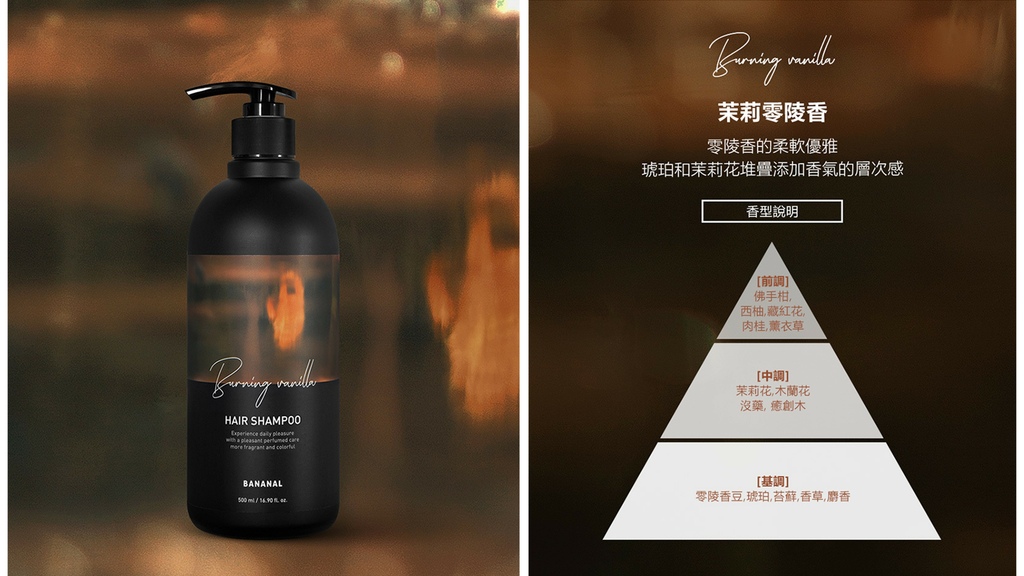 Burning vanilla
HAIR SHAMPOO
Experience daily pleasure
with a pleasant perfumed care
more fragrant and colorful
BANANAL
500 ml / 16.90 fl. oz.
Burning vanilla
茉莉零陵香
零陵香的柔軟優雅
琥珀和茉莉花堆疊添加香氣的層次感
香型說明
[前調]
佛手柑,
西柚,藏紅花,
肉桂,薰衣草
[中調]
茉莉花,木蘭花
沒藥, 癒創木
[基調]
零陵香豆,琥珀,苔蘚,香草,麝香